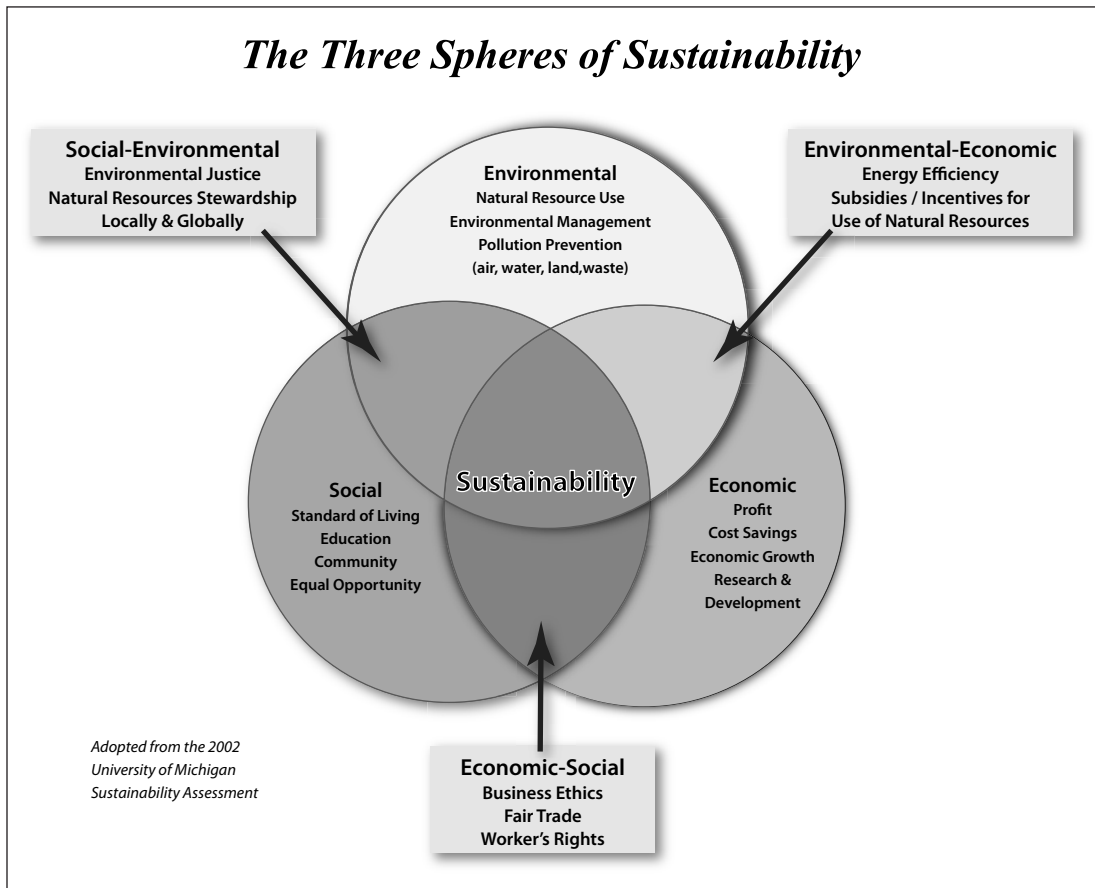 The Three Spheres of Sustainability
Social-Environmental
Environmental Justice
Natural Resources Stewardship
Locally & Globally
Environmental
Natural Resource Use
Environmental Management
Pollution Prevention
(air, water, land,waste)
Environmental-Economic
Energy Efficiency
Subsidies / Incentives for
Use of Natural Resources
Sustainability
Social
Standard of Living
Education
Community
Equal Opportunity
Economic
Profit
Cost Savings
Economic Growth
Research &
Development
Economic-Social
Business Ethics
Fair Trade
Worker's Rights
Adopted from the 2002
University of Michigan
Sustainability Assessment